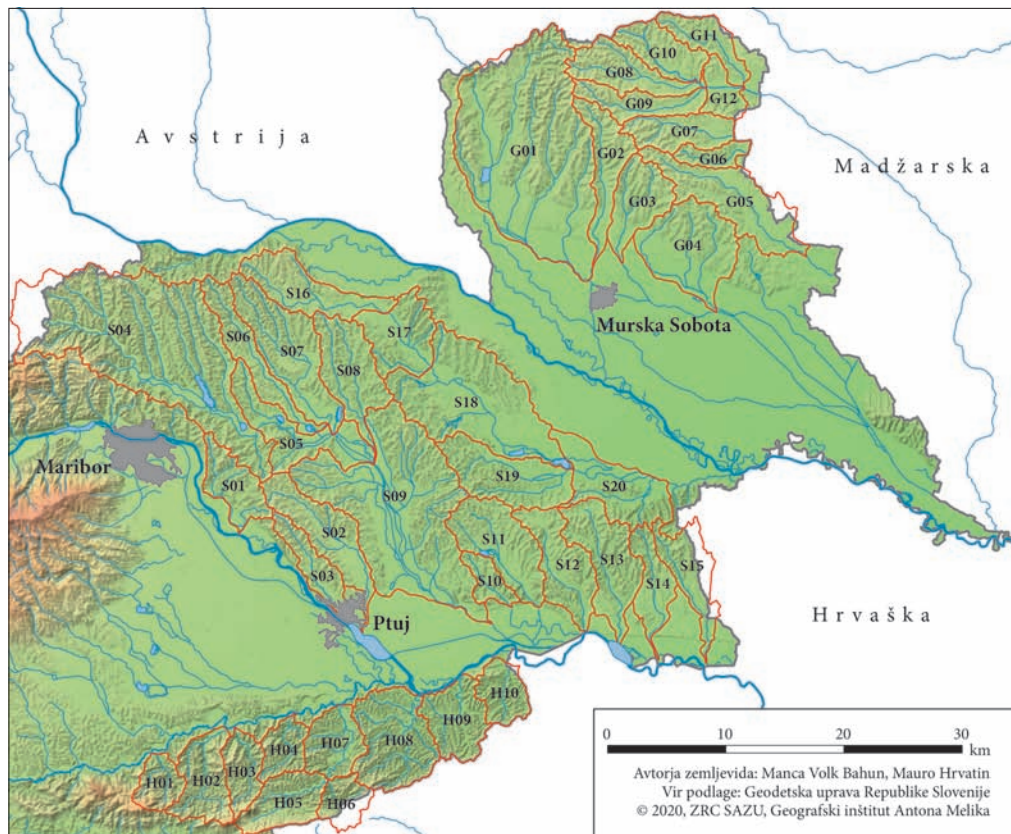 Avstrija
Madžarska
Hrvaška
Maribor
Ptuj
Murska Sobota
G01
G02
G03
G04
G05
G06
G07
G08
G09
G10
G11
G12
S01
S02
S03
S04
S05
S06
S07
S08
S09
S10
S11
S12
S13
S14
S15
S16
S17
S18
S19
S20
H01
H02
H03
H04
H05
H06
H07
H08
H09
H10
0 10 20 30
km
Avtorja zemljevida: Manca Volk Bahun, Mauro Hrvatin
Vir podlage: Geodetska uprava Republike Slovenije
© 2020, ZRC SAZU, Geografski inštitut Antona Melika